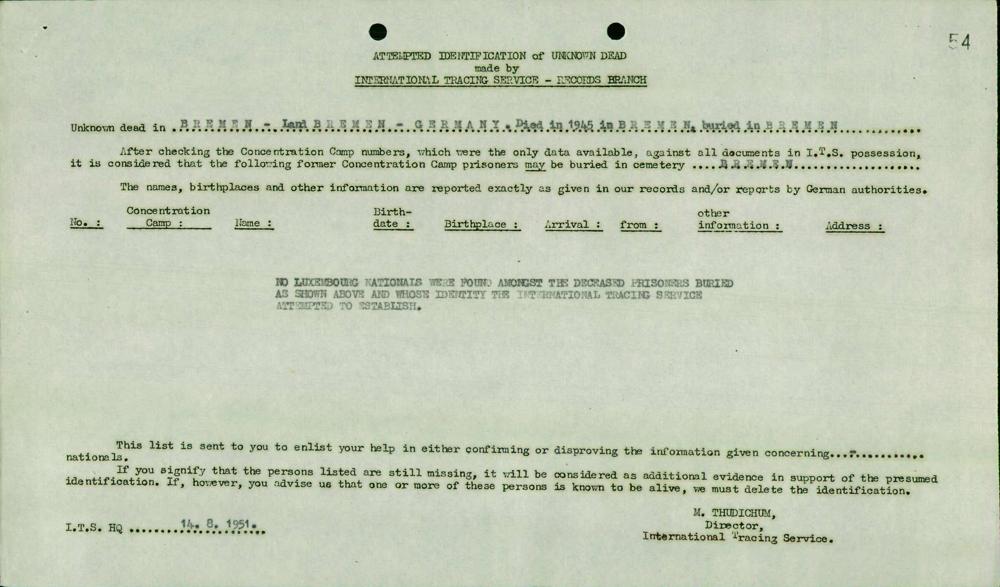 54
ATTEMPTED IDENTIFICATION of UNKNOWN DEAD
made by
INTERNATIONAL TRACING SERVICE - RECORDS BRANCH
Unknown dead in .BREMEN - Land BREMEN - GERMANY. Died in 1945 in BREMEN, buried in BREMEN............
After checking the Concentration Camp numbers, which were the only data available, against all documents in I.T.S. possession,
it is considered that the following former Concentration Camp prisoners may be buried in cemetery ....BREMEN...................
The names, birthplaces and other information are reported exactly as given in our records and/or reports by German authorities.
No. : Concentration Camp : Name : Birth-date : Birthplace : Arrival : from : other information : Address :
NO LUXEMBOURG NATIONALS WERE FOUND AMONGST THE DECEASED PRISONERS BURIED
AS SHOWN ABOVE AND WHOSE IDENTITY THE INTERNATIONAL TRACING SERVICE
ATTEMPTED TO ESTABLISH.
This list is sent to you to enlist your help in either confirming or disproving the information given concerning...............
nationals.
If you signify that the persons listed are still missing, it will be considered as additional evidence in support of the presumed
identification. If, however, you advise us that one or more of these persons is known to be alive, we must delete the identification.
M. THUDICHUM,
Director,
International Tracing Service.
I.T.S. HQ .......14. 8. 1951.